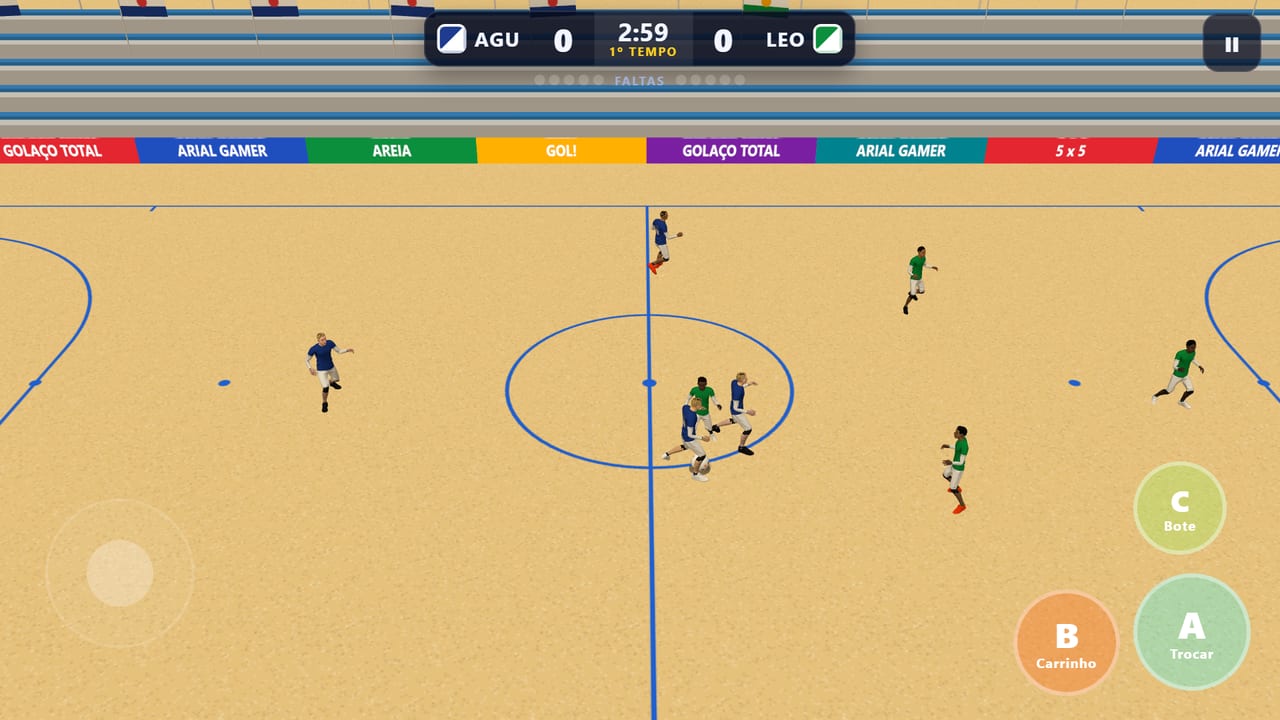 AGU 0 2:59 0 LEO
1º TEMPO
FALTAS
GOLAÇO TOTAL ARIAL GAMER AREIA GOL! GOLAÇO TOTAL ARIAL GAMER 5 x 5 ARIAL GAMER
C
Bote
B
Carrinho
A
Trocar